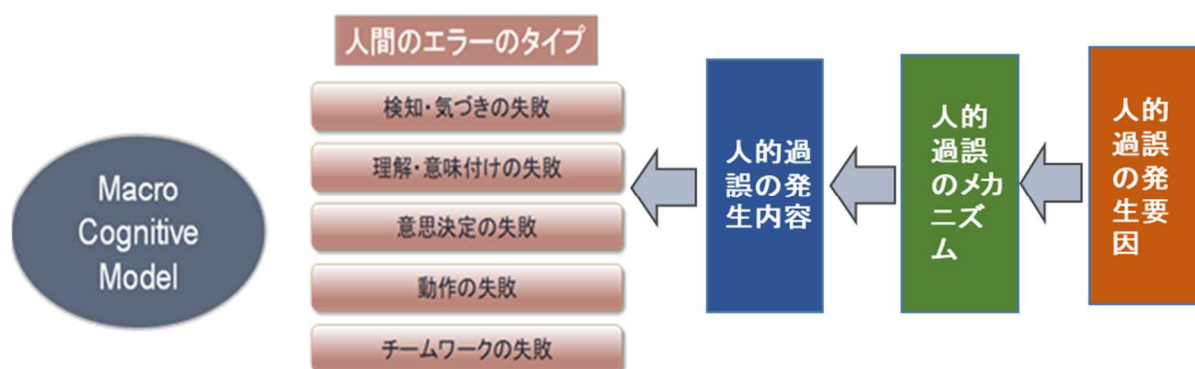 人間のエラーのタイプ
検知・気づきの失敗
理解・意味付けの失敗
意思決定の失敗
動作の失敗
チームワークの失敗
Macro
Cognitive
Model
人的過
誤の発
生内容
人的
過誤
のメカ
ニズ
ム
人的
過誤
の発
生要
因